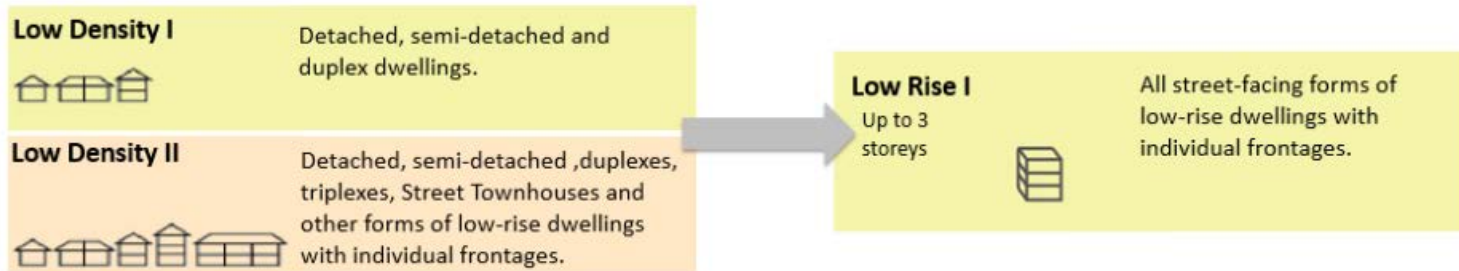 Low Density I
Detached, semi-detached and
duplex dwellings.
Low Density II
Detached, semi-detached ,duplexes,
triplexes, Street Townhouses and
other forms of low-rise dwellings
with individual frontages.
Low Rise I
Up to 3
storeys
All street-facing forms of
low-rise dwellings with
individual frontages.